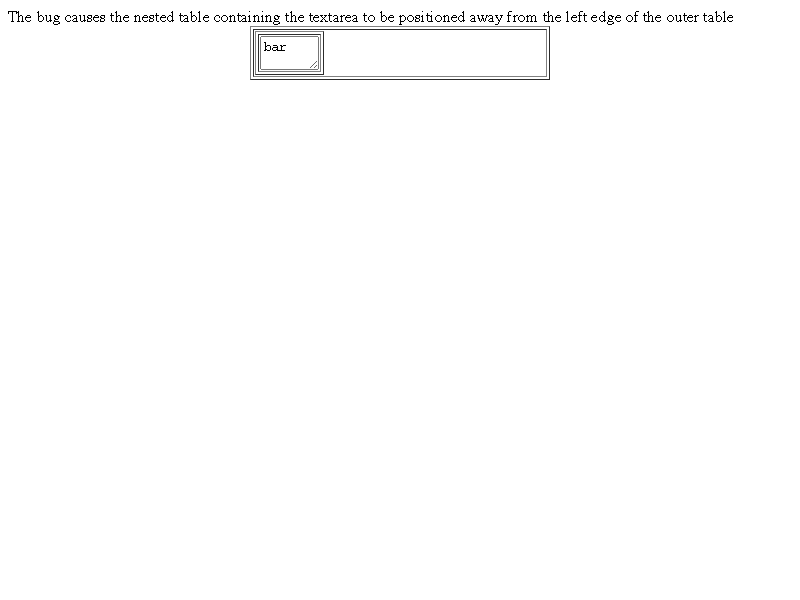 The bug causes the nested table containing the textarea to be positioned away from the left edge of the outer table
bar